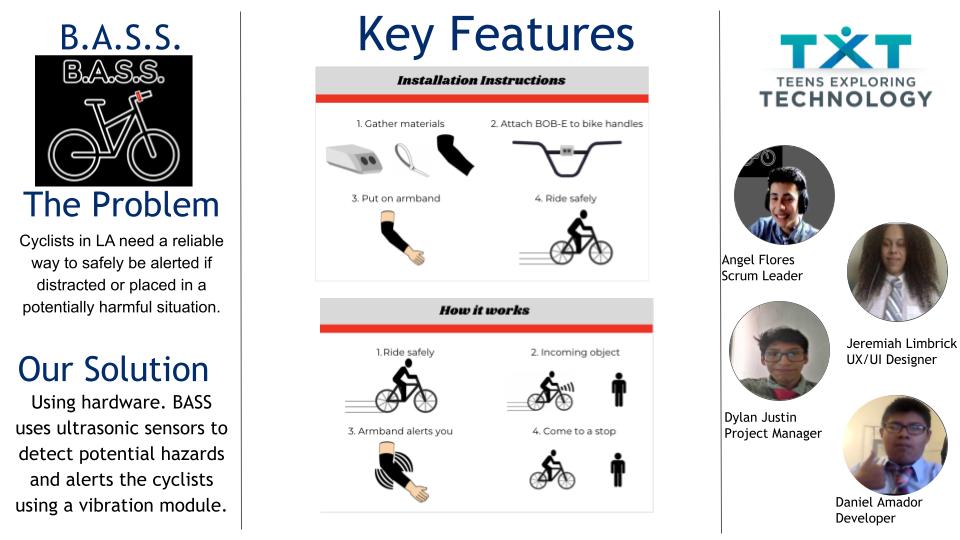 B.A.S.S.
B.A.S.S.
The Problem
Cyclists in LA need a reliable
way to safely be alerted if
distracted or placed in a
potentially harmful situation.
Our Solution
Using hardware. BASS
uses ultrasonic sensors to
detect potential hazards
and alerts the cyclists
using a vibration module.
Key Features
Installation Instructions
1. Gather materials
2. Attach BOB-E to bike handles
3. Put on armband
4. Ride safely
How it works
1.Ride safely
2. Incoming object
3. Armband alerts you
4. Come to a stop
TXT
TEENS EXPLORING
TECHNOLOGY
Angel Flores
Scrum Leader
Jeremiah Limbrick
UX/UI Designer
Dylan Justin
Project Manager
Daniel Amador
Developer